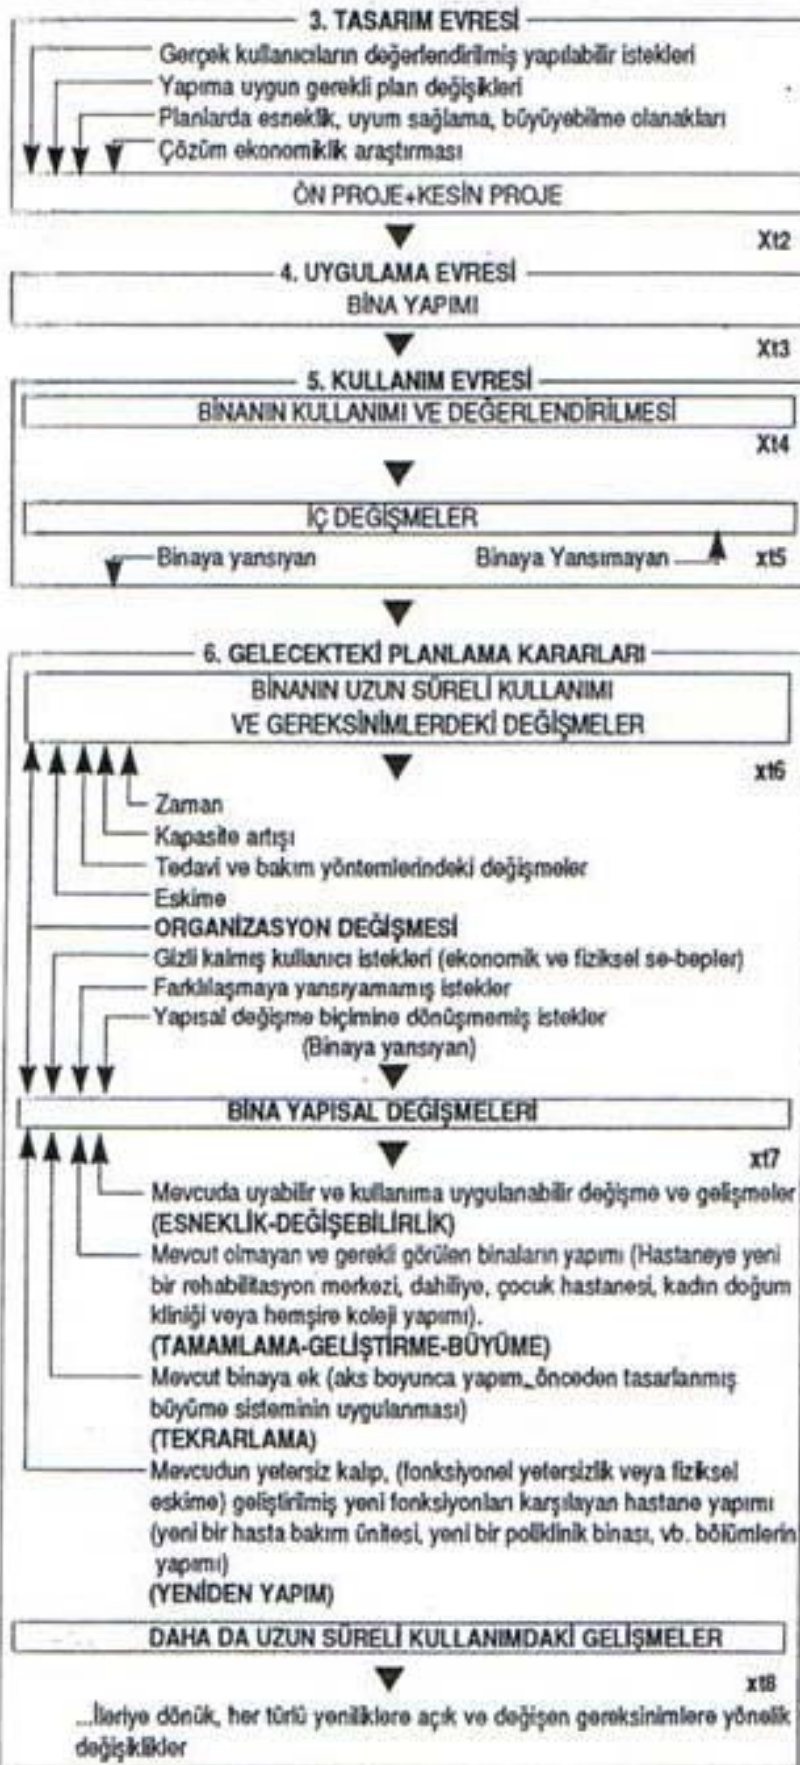 3. TASARIM EVRESİ
Gerçek kullanıcıların değerlendirilmiş yapılabilir istekleri
Yapıma uygun gerekli plan değişikleri
Planlarda esneklik, uyum sağlama, büyüyebilme olanakları
Çözüm ekonomiklik araştırması
ÖN PROJE+KESİN PROJE
Xt2
4. UYGULAMA EVRESİ
BİNA YAPIMI
Xt3
5. KULLANIM EVRESİ
BİNANIN KULLANIMI VE DEĞERLENDİRİLMESİ
Xt4
İÇ DEĞİŞMELER
Binaya yansıyan Binaya Yansımayan xt5
6. GELECEKTEKİ PLANLAMA KARARLARI
BİNANIN UZUN SÜRELİ KULLANIMI
VE GEREKSİNİMLERDEKİ DEĞİŞMELER
xt6
Zaman
Kapasite artışı
Tedavi ve bakım yöntemlerindeki değişmeler
Eskime
ORGANİZASYON DEĞİŞMESİ
Gizli kalmış kullanıcı istekleri (ekonomik ve fiziksel se-bepler)
Farklılaşmaya yansıyamamış istekler
Yapısal değişme biçimine dönüşmemiş istekler
(Binaya yansıyan)
BİNA YAPISAL DEĞİŞMELERİ
xt7
Mevcuda uyabilir ve kullanıma uygulanabilir değişme ve gelişmeler
(ESNEKLİK-DEĞİŞEBİLİRLİK)
Mevcut olmayan ve gerekli görülen binaların yapımı (Hastaneye yeni
bir rehabilitasyon merkezi, dahiliye, çocuk hastanesi, kadın doğum
kliniği veya hemşire koleji yapımı).
(TAMAMLAMA-GELİŞTİRME-BÜYÜME)
Mevcut binaya ek (aks boyunca yapım, önceden tasarlanmış
büyüme sisteminin uygulanması)
(TEKRARLAMA)
Mevcudun yetersiz kalıp, (fonksiyonel yetersizlik veya fiziksel
eskime) geliştirilmiş yeni fonksiyonları karşılayan hastane yapımı
(yeni bir hasta bakım ünitesi, yeni bir poliklinik binası, vb. bölümlerin
yapımı)
(YENİDEN YAPIM)
DAHA DA UZUN SÜRELİ KULLANIMDAKİ GELİŞMELER
xt8
...İleriye dönük, her türlü yeniliklere açık ve değişen gereksinimlere yönelik
değişiklikler